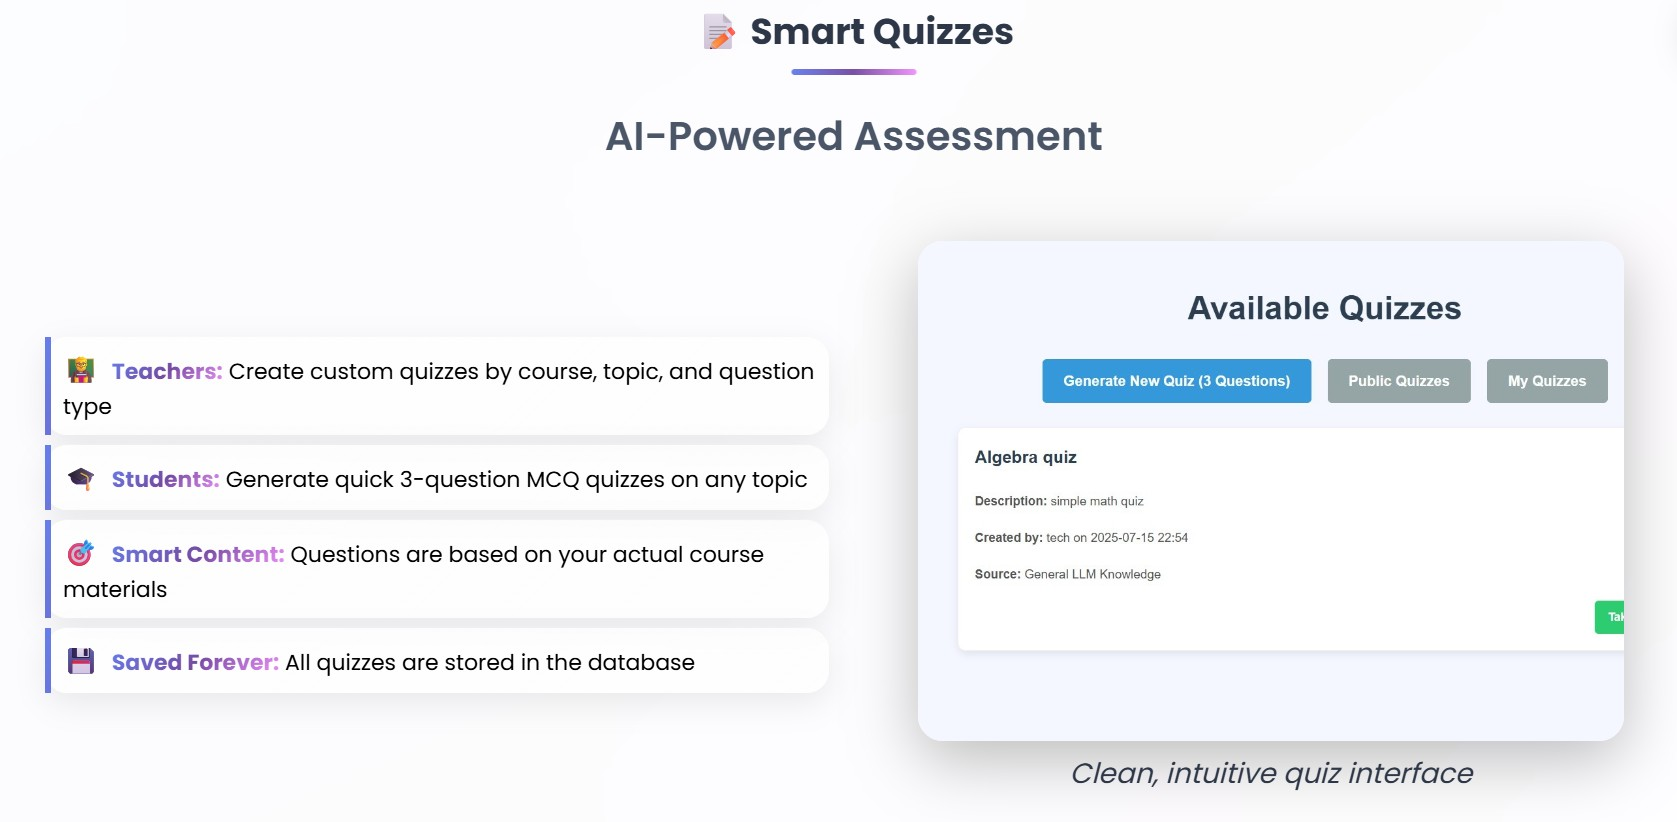 Smart Quizzes
AI-Powered Assessment
Teachers: Create custom quizzes by course, topic, and question
type
Students: Generate quick 3-question MCQ quizzes on any topic
Smart Content: Questions are based on your actual course
materials
Saved Forever: All quizzes are stored in the database
Available Quizzes
Generate New Quiz (3 Questions)
Public Quizzes
My Quizzes
Algebra quiz
Description: simple math quiz
Created by: tech on 2025-07-15 22:54
Source: General LLM Knowledge
Clean, intuitive quiz interface